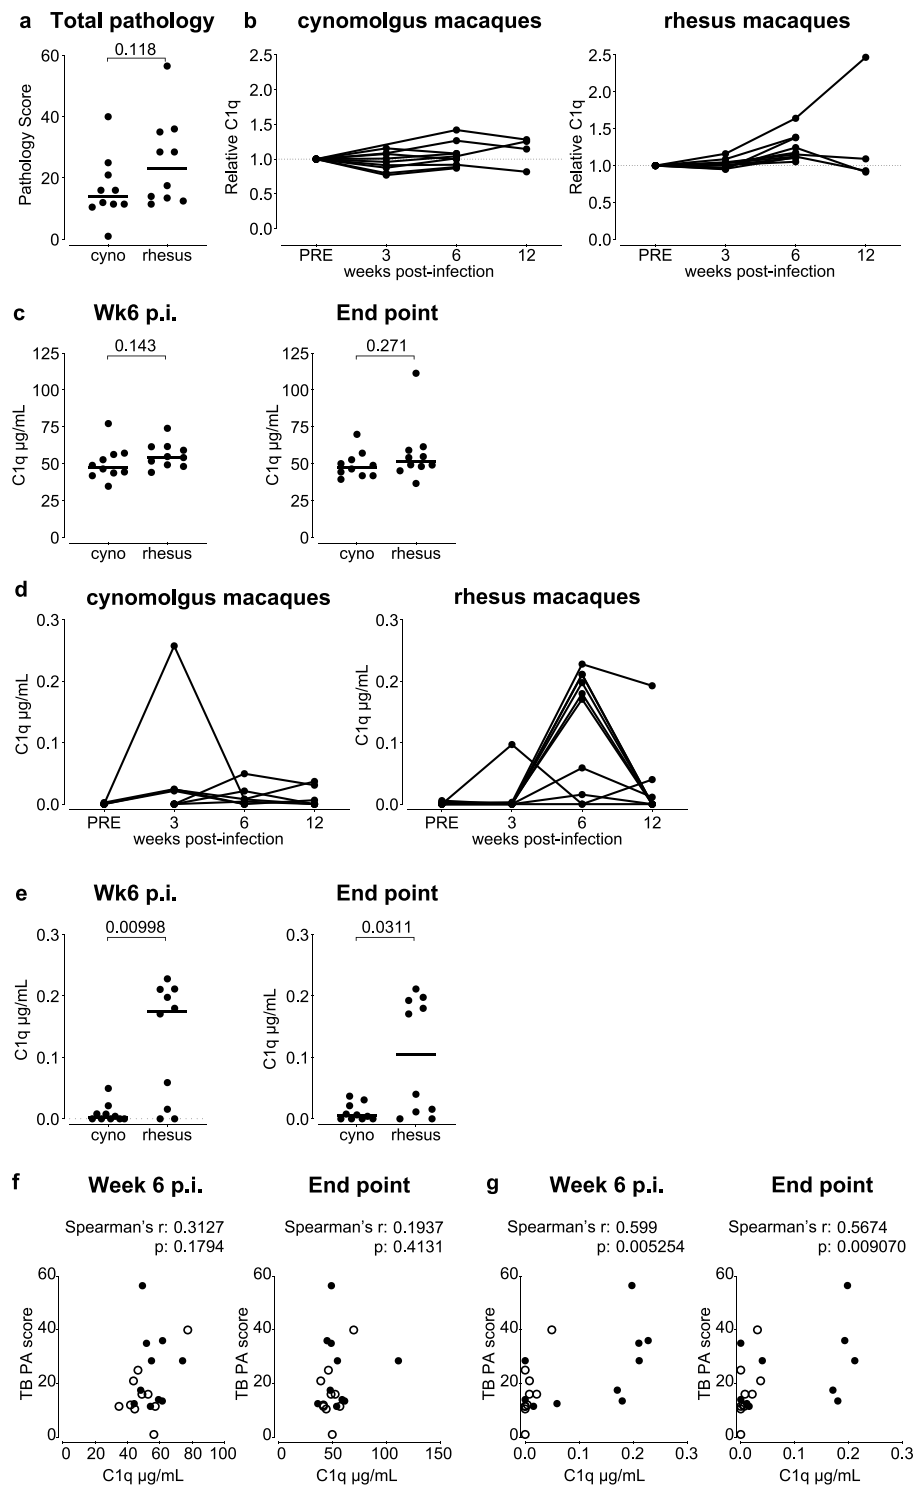 a Total pathology
0.118
Pathology Score
60
40
20
0
cyno rhesus
b cynomolgus macaques
Relative C1q
2.5
2.0
1.5
1.0
0.5
0.0
PRE 3 6 12
weeks post-infection
rhesus macaques
Relative C1q
2.5
2.0
1.5
1.0
0.5
0.0
PRE 3 6 12
weeks post-infection
c Wk6 p.i.
0.143
C1q µg/mL
125
100
75
50
25
0
cyno rhesus
End point
0.271
C1q µg/mL
125
100
75
50
25
0
cyno rhesus
d cynomolgus macaques
C1q µg/mL
0.3
0.2
0.1
0.0
PRE 3 6 12
weeks post-infection
rhesus macaques
C1q µg/mL
0.3
0.2
0.1
0.0
PRE 3 6 12
weeks post-infection
e Wk6 p.i.
0.00998
C1q µg/mL
0.3
0.2
0.1
0.0
cyno rhesus
End point
0.0311
C1q µg/mL
0.3
0.2
0.1
0.0
cyno rhesus
f Week 6 p.i.
Spearman's r: 0.3127
p: 0.1794
TB PA score
60
40
20
0
0 20 40 60 80 100
C1q µg/mL
End point
Spearman's r: 0.1937
p: 0.4131
TB PA score
60
40
20
0
0 50 100 150
C1q µg/mL
g Week 6 p.i.
Spearman's r: 0.599
p: 0.005254
TB PA score
60
40
20
0
0.0 0.1 0.2 0.3
C1q µg/mL
End point
Spearman's r: 0.5674
p: 0.009070
TB PA score
60
40
20
0
0.0 0.1 0.2 0.3
C1q µg/mL